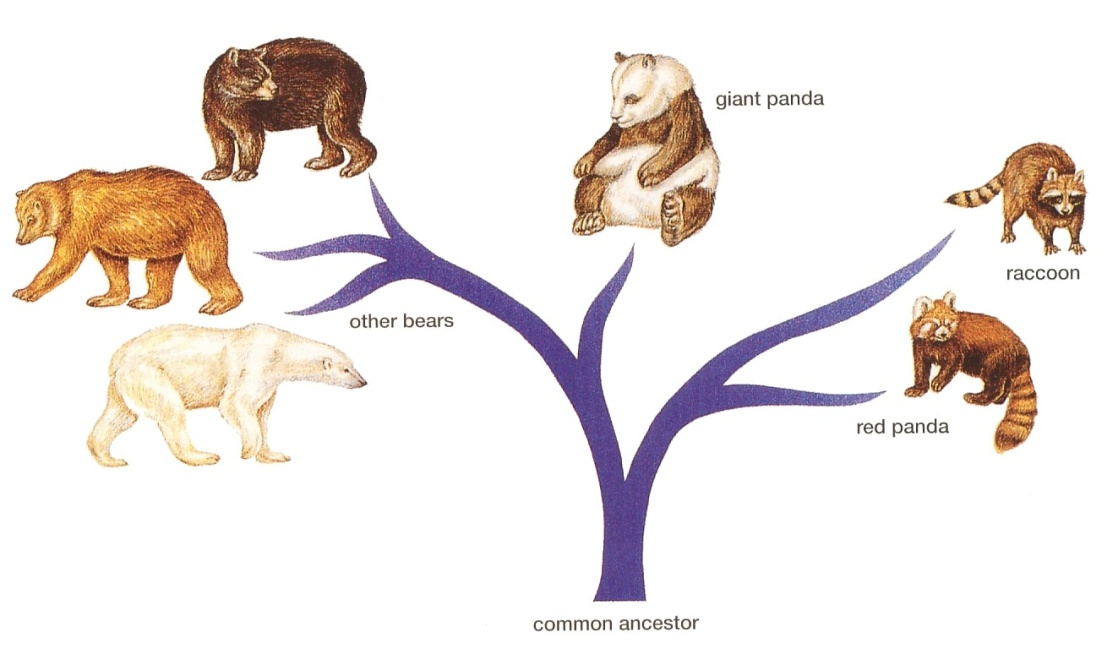 giant panda
raccoon
other bears
red panda
common ancestor